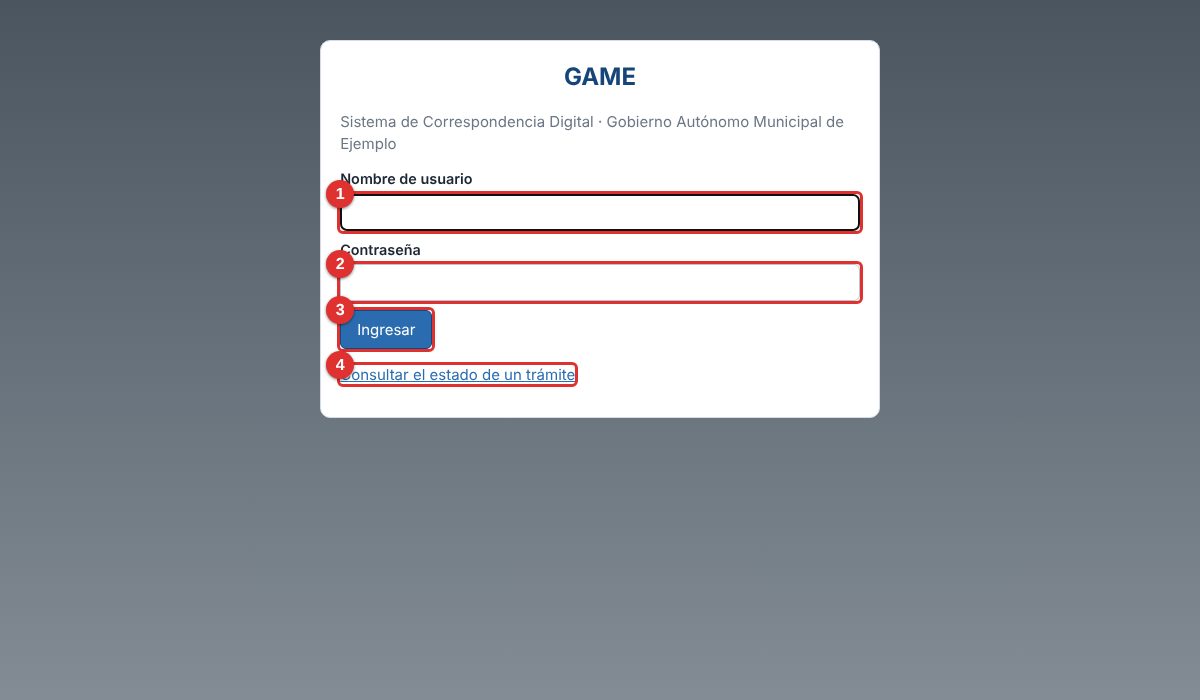 GAME
Sistema de Correspondencia Digital · Gobierno Autónomo Municipal de
Ejemplo
Nombre de usuario
1
Contraseña
2
3
Ingresar
4
Consultar el estado de un trámite